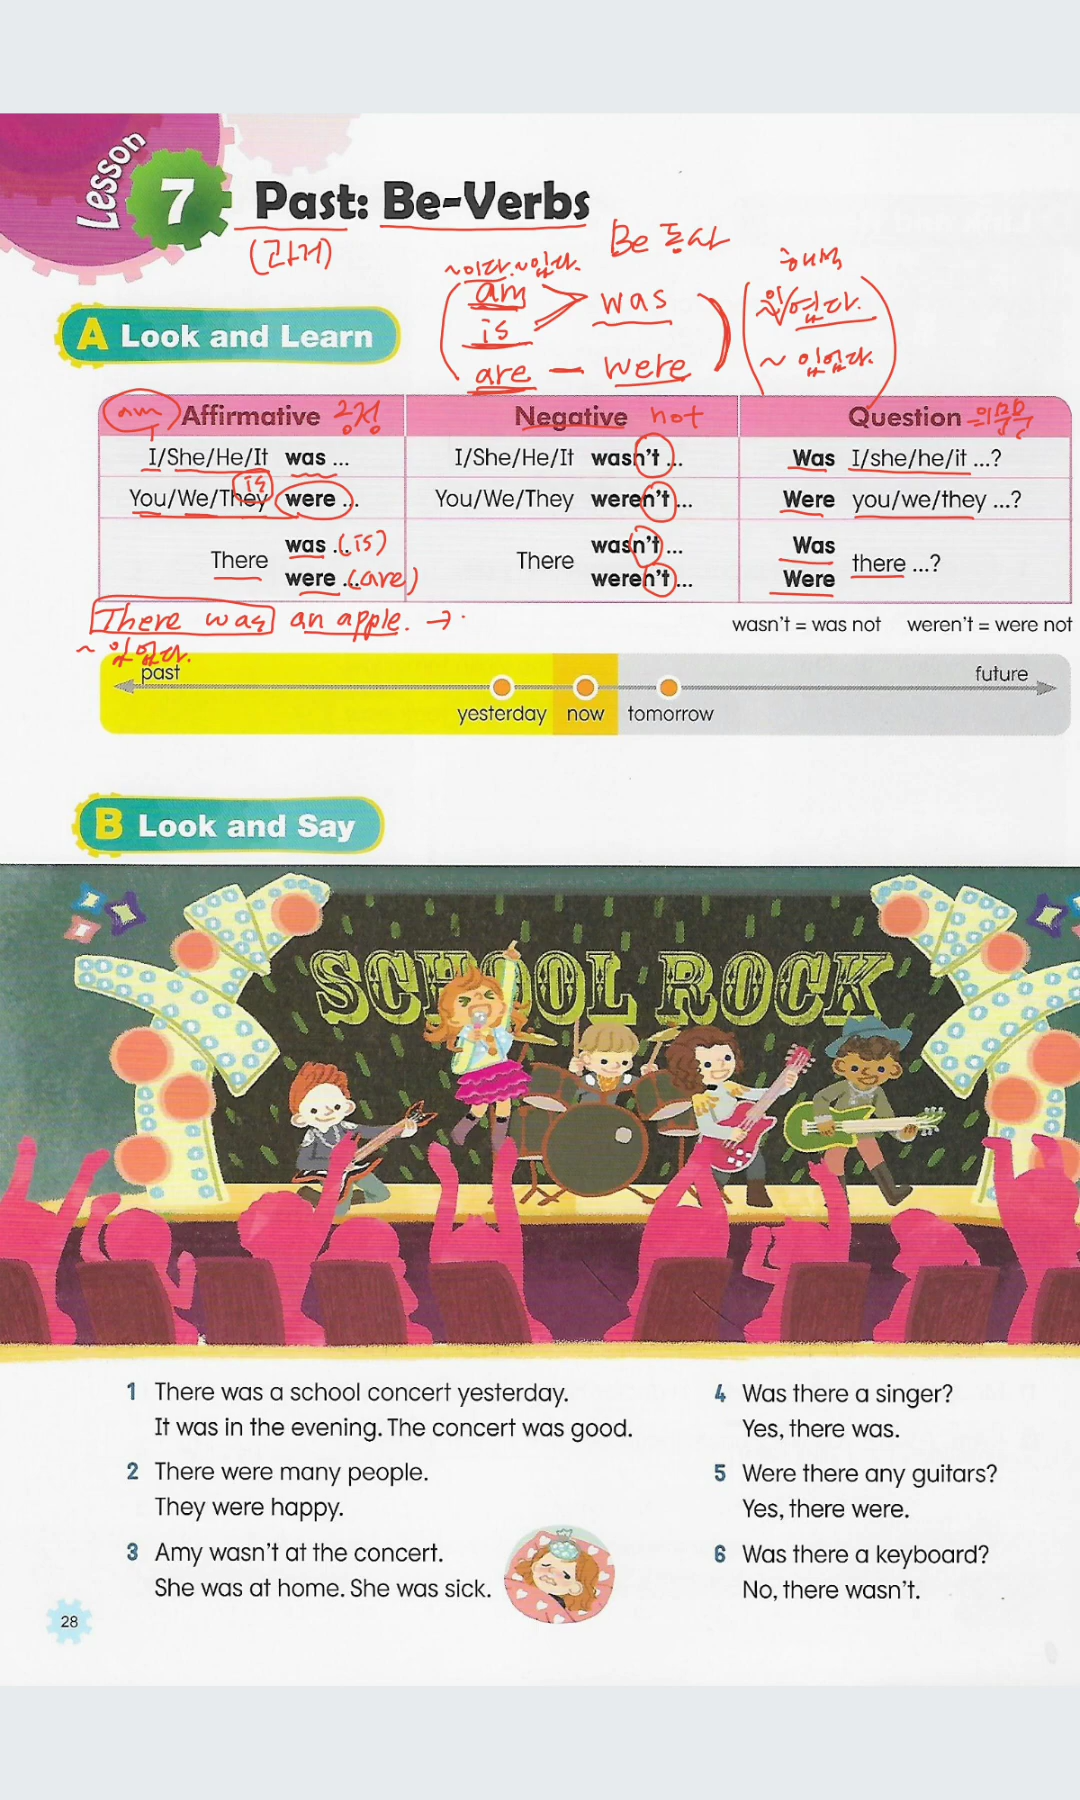 Lesson 7 Past: Be-Verbs
(과거)
Be 동사
~이다. ~있다.
해석
am
is
was
are — were
~ 있었다.
A Look and Learn
am Affirmative 긍정
Negative not
Question 의문문
I/She/He/It was ...
I/She/He/It wasn't ...
Was I/she/he/it ...?
is
You/We/They were ...
You/We/They weren't ...
Were you/we/they ...?
There was ... (is)
were ... (are)
There wasn't ...
weren't ...
Was
Were there ...?
There was an apple. →
~ 있었다.
wasn't = was not weren't = were not
past future
yesterday now tomorrow
B Look and Say
SCHOOL ROCK
1 There was a school concert yesterday.
It was in the evening. The concert was good.
2 There were many people.
They were happy.
3 Amy wasn't at the concert.
She was at home. She was sick.
4 Was there a singer?
Yes, there was.
5 Were there any guitars?
Yes, there were.
6 Was there a keyboard?
No, there wasn't.
28